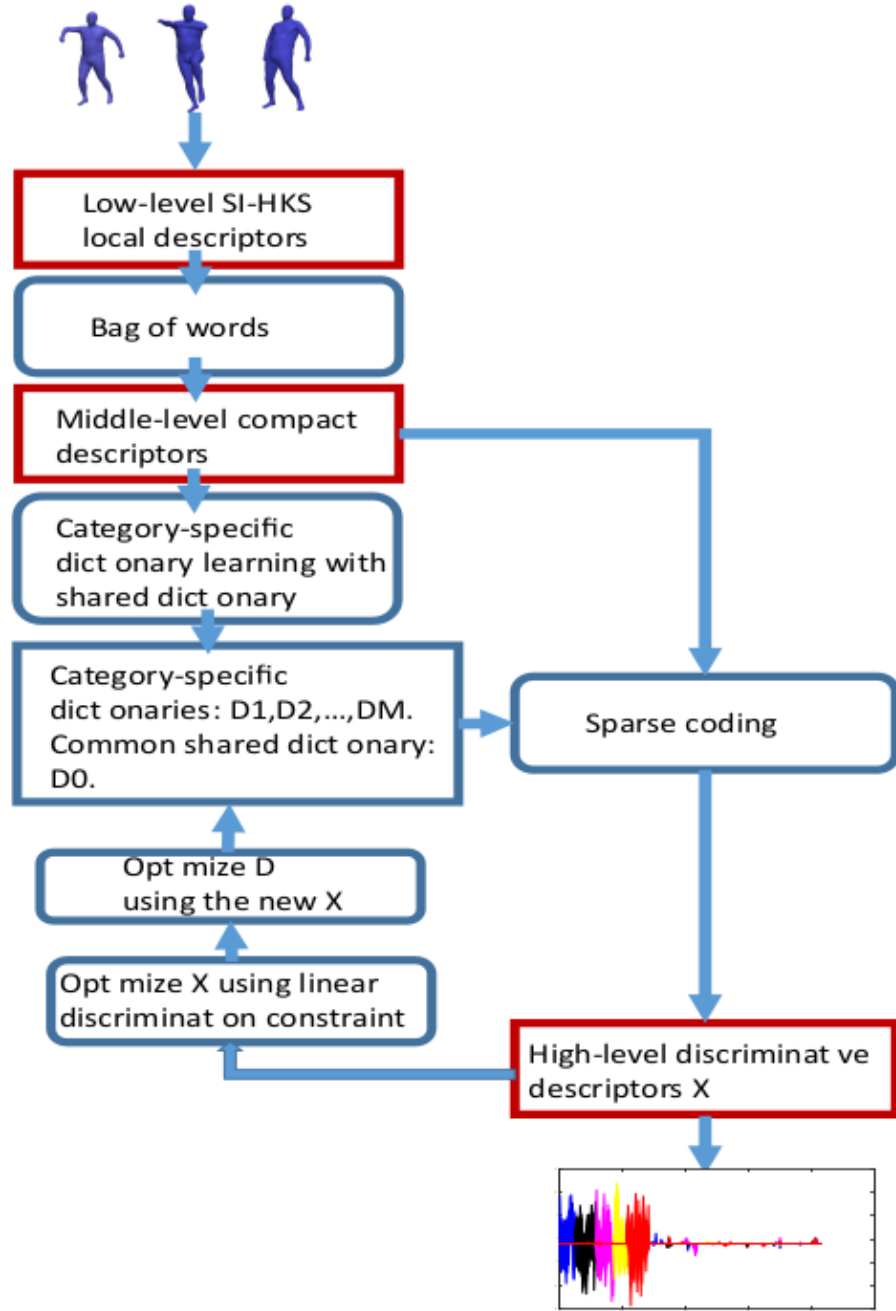 Low-level SI-HKS
local descriptors
Bag of words
Middle-level compact
descriptors
Category-specific
dict onary learning with
shared dict onary
Category-specific
dict onaries: D1,D2,...,DM.
Common shared dict onary:
D0.
Sparse coding
Opt mize D
using the new X
Opt mize X using linear
discriminat on constraint
High-level discriminat ve
descriptors X